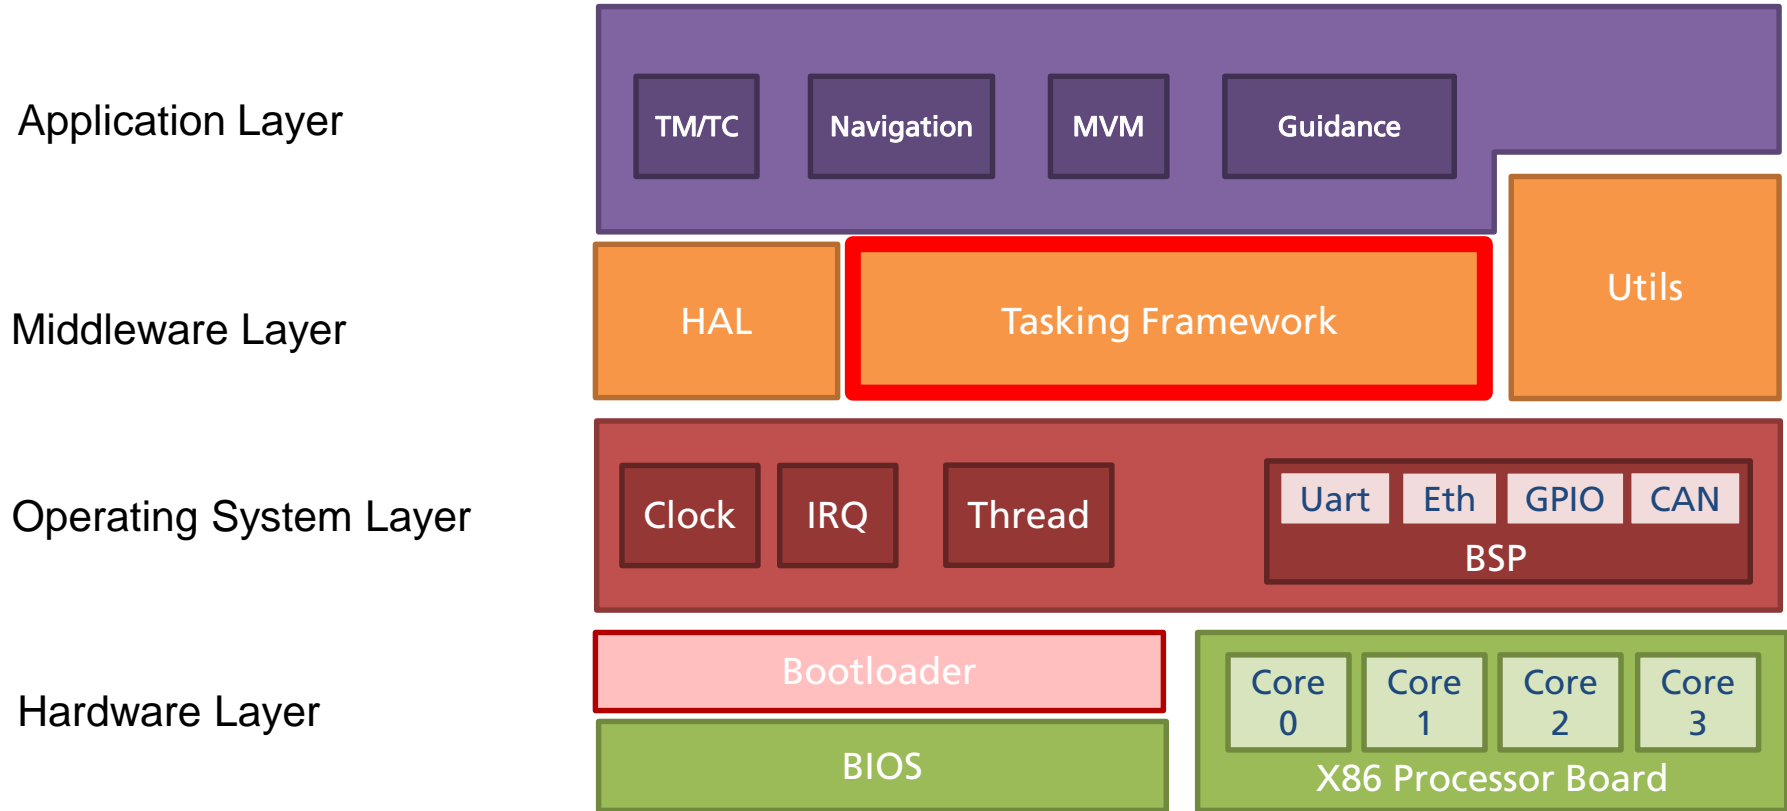 Application Layer
TM/TC
Navigation
MVM
Guidance
Middleware Layer
HAL
Tasking Framework
Utils
Operating System Layer
Clock
IRQ
Thread
Uart
Eth
GPIO
CAN
BSP
Hardware Layer
Bootloader
BIOS
Core
0
Core
1
Core
2
Core
3
X86 Processor Board